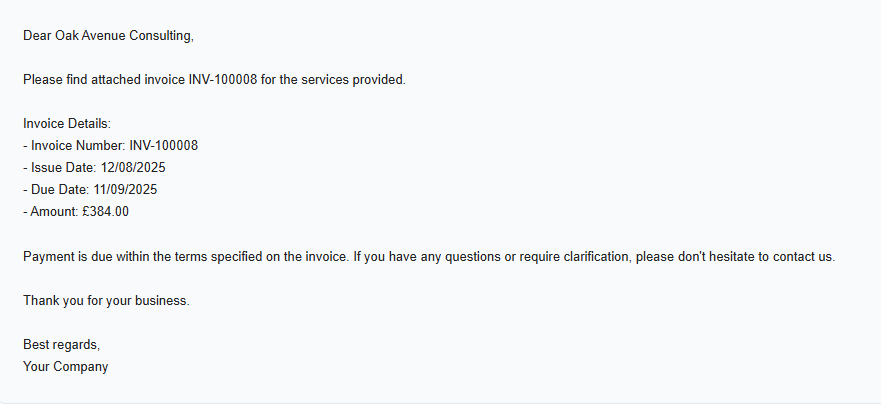 Dear Oak Avenue Consulting,
Please find attached invoice INV-100008 for the services provided.
Invoice Details:
- Invoice Number: INV-100008
- Issue Date: 12/08/2025
- Due Date: 11/09/2025
- Amount: £384.00
Payment is due within the terms specified on the invoice. If you have any questions or require clarification, please don't hesitate to contact us.
Thank you for your business.
Best regards,
Your Company